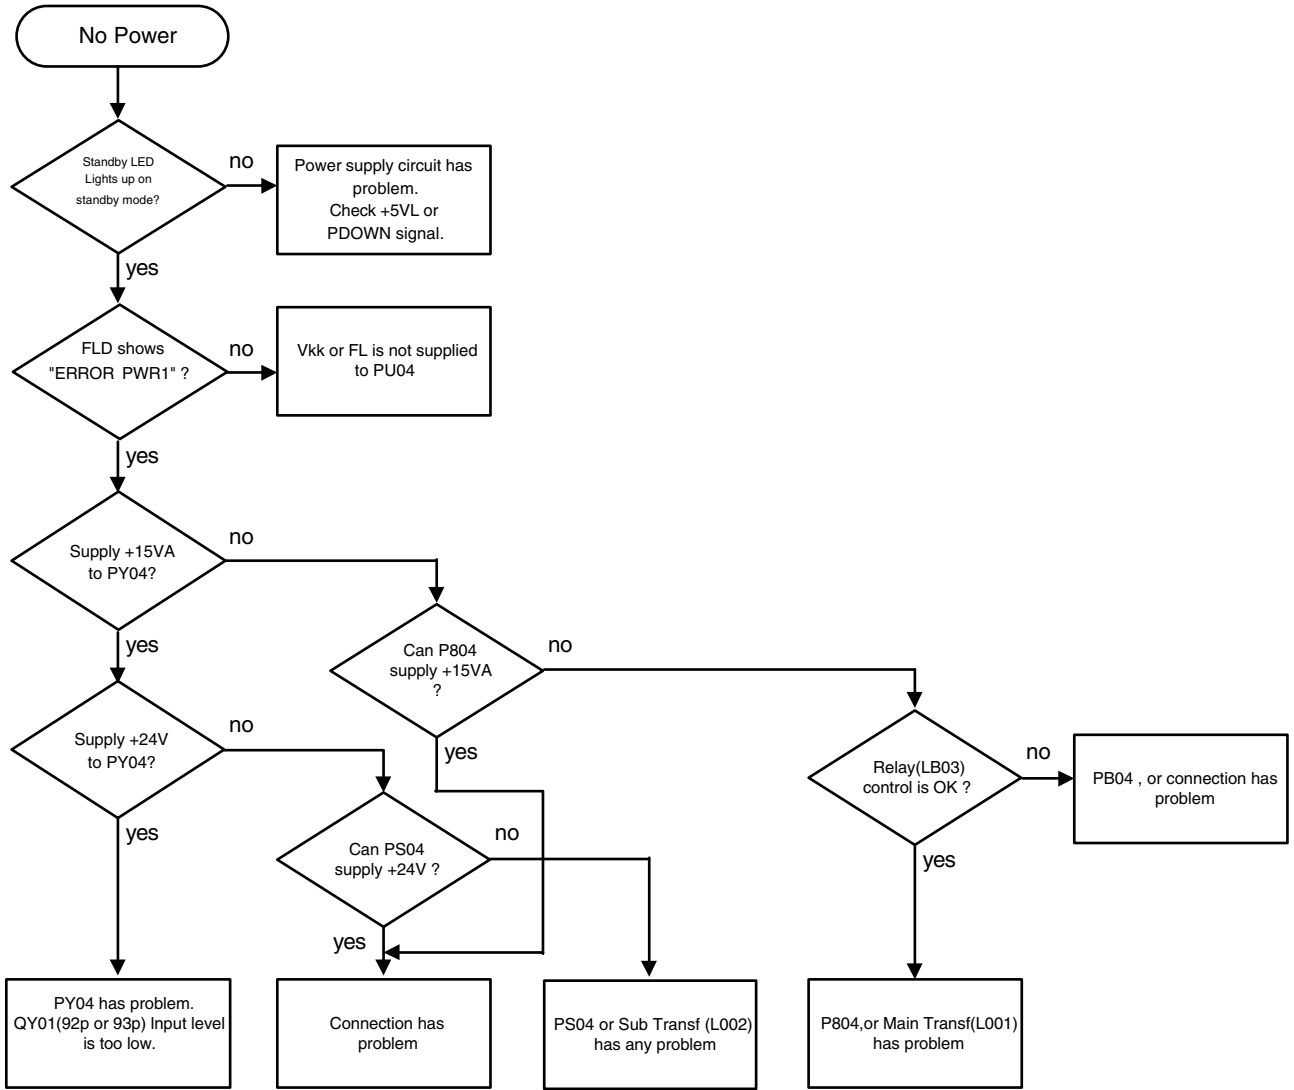 No Power
Standby LED
Lights up on
standby mode?
no
Power supply circuit has
problem.
Check +5VL or
PDOWN signal.
yes
FLD shows
"ERROR PWR1" ?
no
Vkk or FL is not supplied
to PU04
yes
Supply +15VA
to PY04?
no
yes
Can P804
supply +15VA
?
no
yes
Supply +24V
to PY04?
no
yes
Relay(LB03)
control is OK ?
no
PB04 , or connection has
problem
yes
Can PS04
supply +24V ?
no
yes
PY04 has problem.
QY01(92p or 93p) Input level
is too low.
Connection has
problem
PS04 or Sub Transf (L002)
has any problem
P804,or Main Transf(L001)
has problem